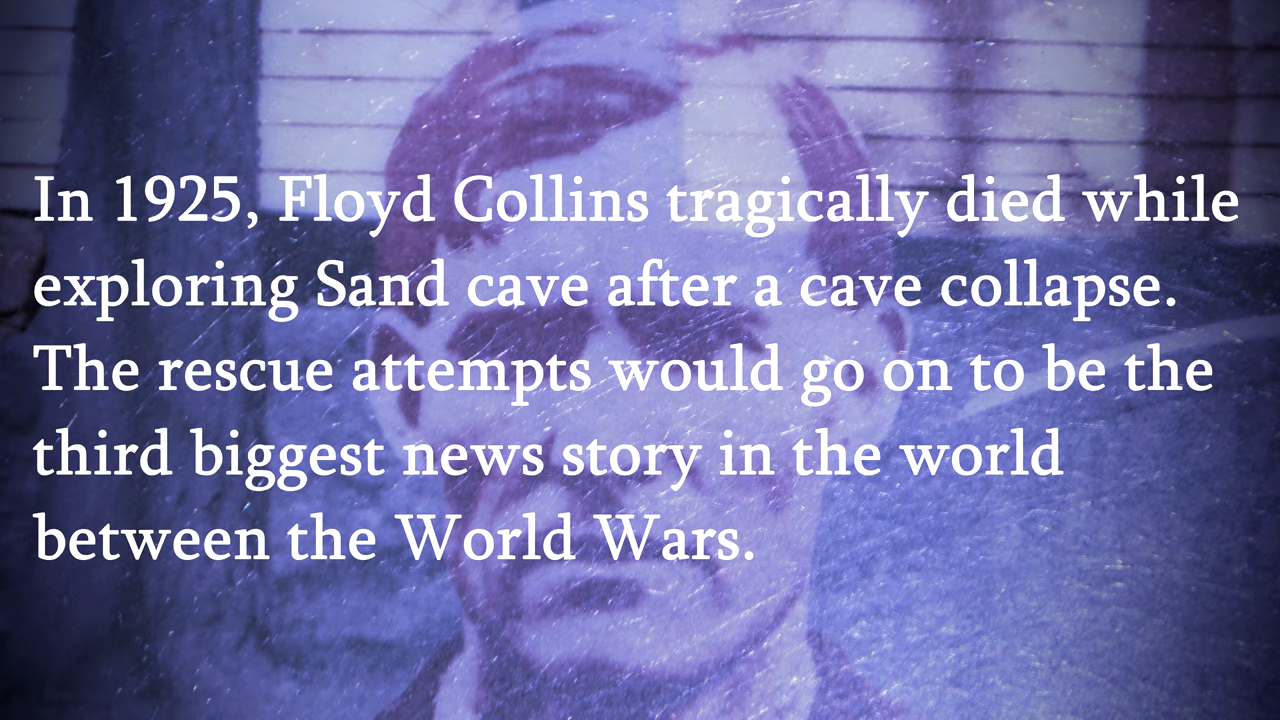 In 1925, Floyd Collins tragically died while
exploring Sand cave after a cave collapse.
The rescue attempts would go on to be the
third biggest news story in the world
between the World Wars.